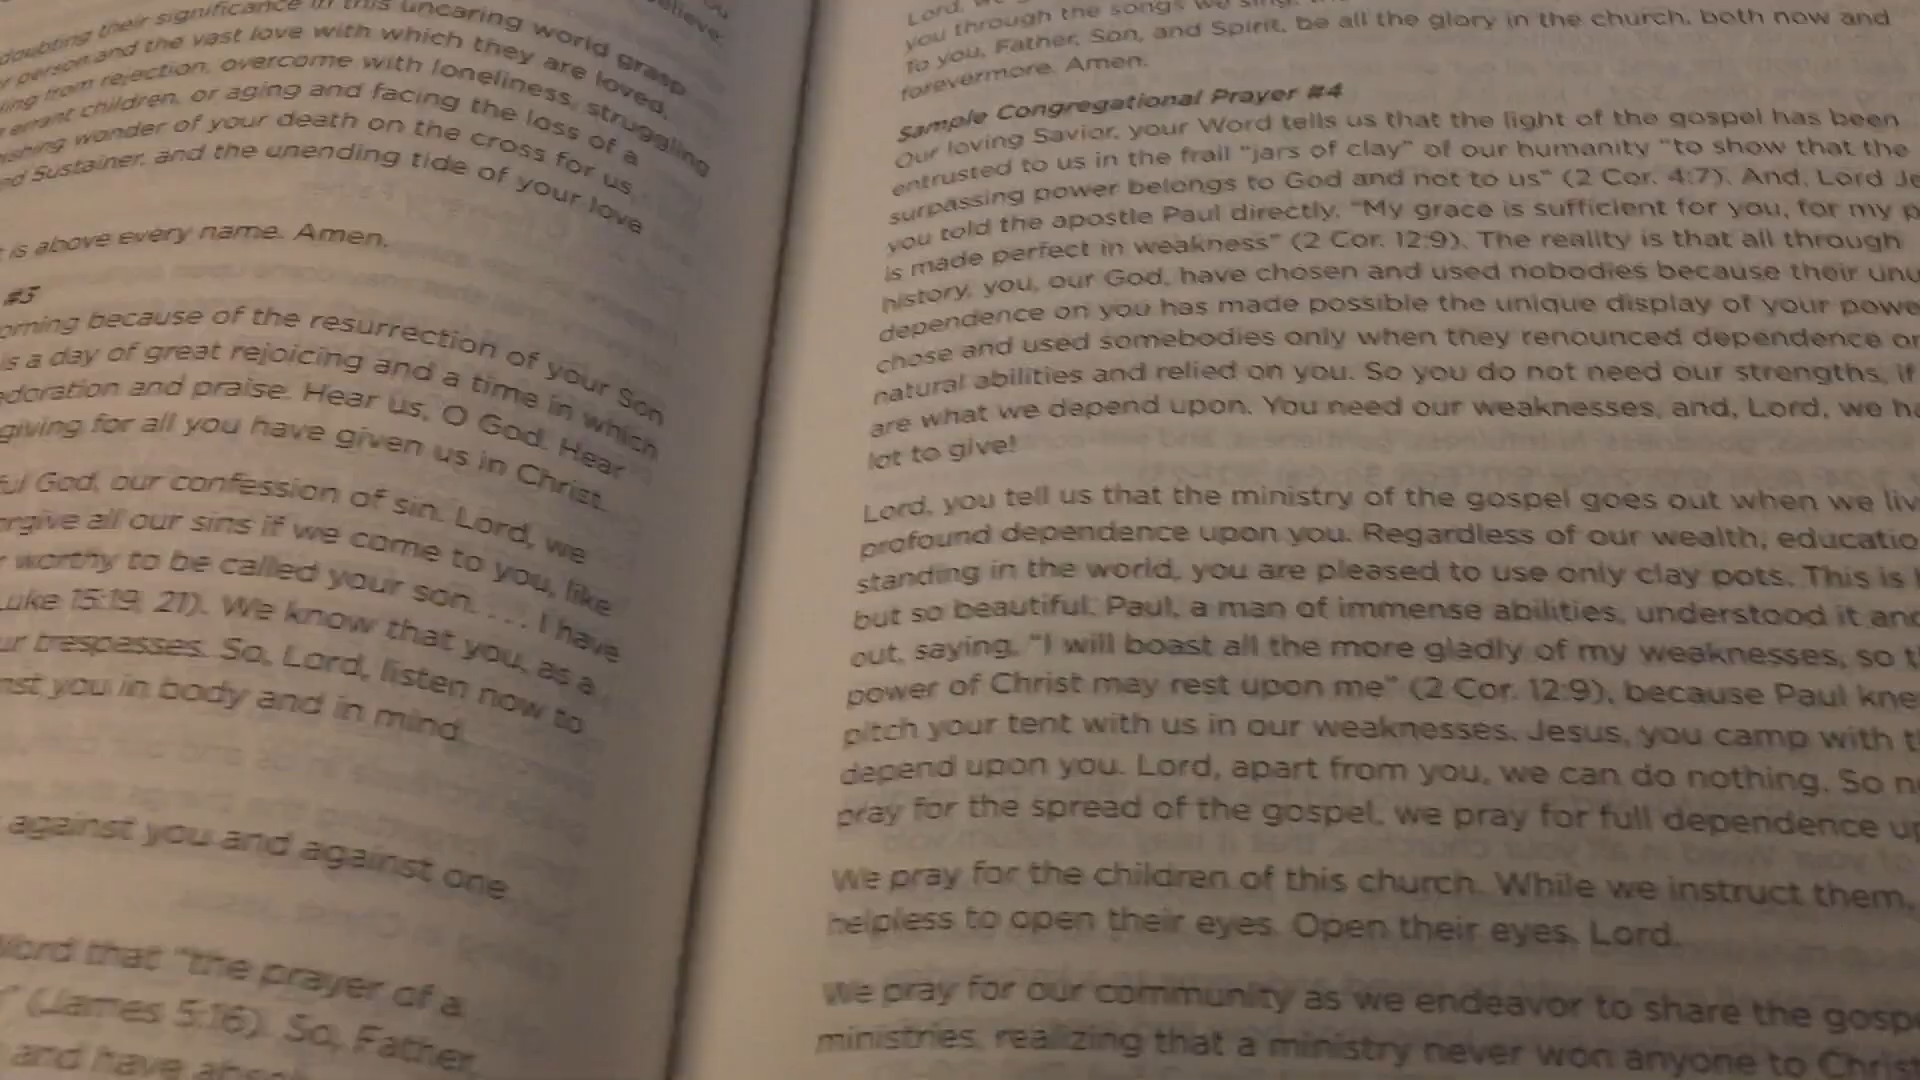 believe:
doubting their significance in this uncaring world grasp
person and the vast love with which they are loved,
from rejection, overcome with loneliness, struggling
errant children, or aging and facing the loss of a
wonder of your death on the cross for us,
Sustainer, and the unending tide of your love
is above every name. Amen.
#3
because of the resurrection of your Son
is a day of great rejoicing and a time in which
and praise. Hear us, O God. Hear
giving for all you have given us in Christ.
God, our confession of sin. Lord, we
all our sins if we come to you, like
worthy to be called your son. . . . I have
15:19, 21). We know that you, as a
trespasses. So, Lord, listen now to
you in body and in mind.
against you and against one
that "the prayer of a
(James 5:16). So, Father
and have
Lord,
you through the songs we sing.
To you, Father, Son, and Spirit, be all the glory in the church, both now and
forevermore. Amen.
Sample Congregational Prayer #4
Our loving Savior, your Word tells us that the light of the gospel has been
entrusted to us in the frail "jars of clay" of our humanity "to show that the
surpassing power belongs to God and not to us" (2 Cor. 4:7). And, Lord
you told the apostle Paul directly, "My grace is sufficient for you, for my
is made perfect in weakness" (2 Cor. 12:9). The reality is that all through
history, you, our God, have chosen and used nobodies because their
dependence on you has made possible the unique display of your
chose and used somebodies only when they renounced dependence
natural abilities and relied on you. So you do not need our strengths, if
are what we depend upon. You need our weaknesses, and, Lord, we
lot to give!
Lord, you tell us that the ministry of the gospel goes out when we
profound dependence upon you. Regardless of our wealth,
standing in the world, you are pleased to use only clay pots. This is
but so beautiful. Paul, a man of immense abilities, understood it
out, saying, "I will boast all the more gladly of my weaknesses, so
power of Christ may rest upon me" (2 Cor. 12:9), because Paul
pitch your tent with us in our weaknesses. Jesus, you camp with
depend upon you. Lord, apart from you, we can do nothing. So
pray for the spread of the gospel, we pray for full dependence
We pray for the children of this church. While we instruct them,
helpless to open their eyes. Open their eyes, Lord.
We pray for our community as we endeavor to share the
ministries, realizing that a ministry never won anyone to